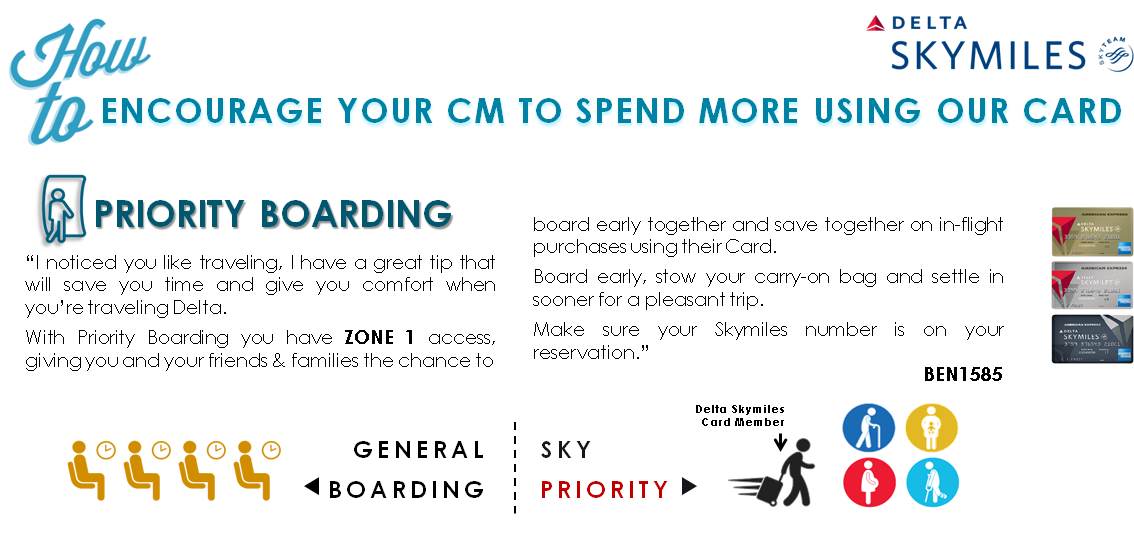 How
to
ENCOURAGE YOUR CM TO SPEND MORE USING OUR CARD
DELTA
SKYMILES
SKYTEAM
PRIORITY BOARDING
“I noticed you like traveling, I have a great tip that
will save you time and give you comfort when
you’re traveling Delta.
With Priority Boarding you have ZONE 1 access,
giving you and your friends & families the chance to
board early together and save together on in-flight
purchases using their Card.
Board early, stow your carry-on bag and settle in
sooner for a pleasant trip.
Make sure your Skymiles number is on your
reservation.”
BEN1585
AMERICAN EXPRESS
DELTA
SKYMILES
AMERICAN EXPRESS
DELTA
SKYMILES
AMERICAN EXPRESS
DELTA
SKYMILES
GENERAL
BOARDING
SKY
PRIORITY
Delta Skymiles
Card Member